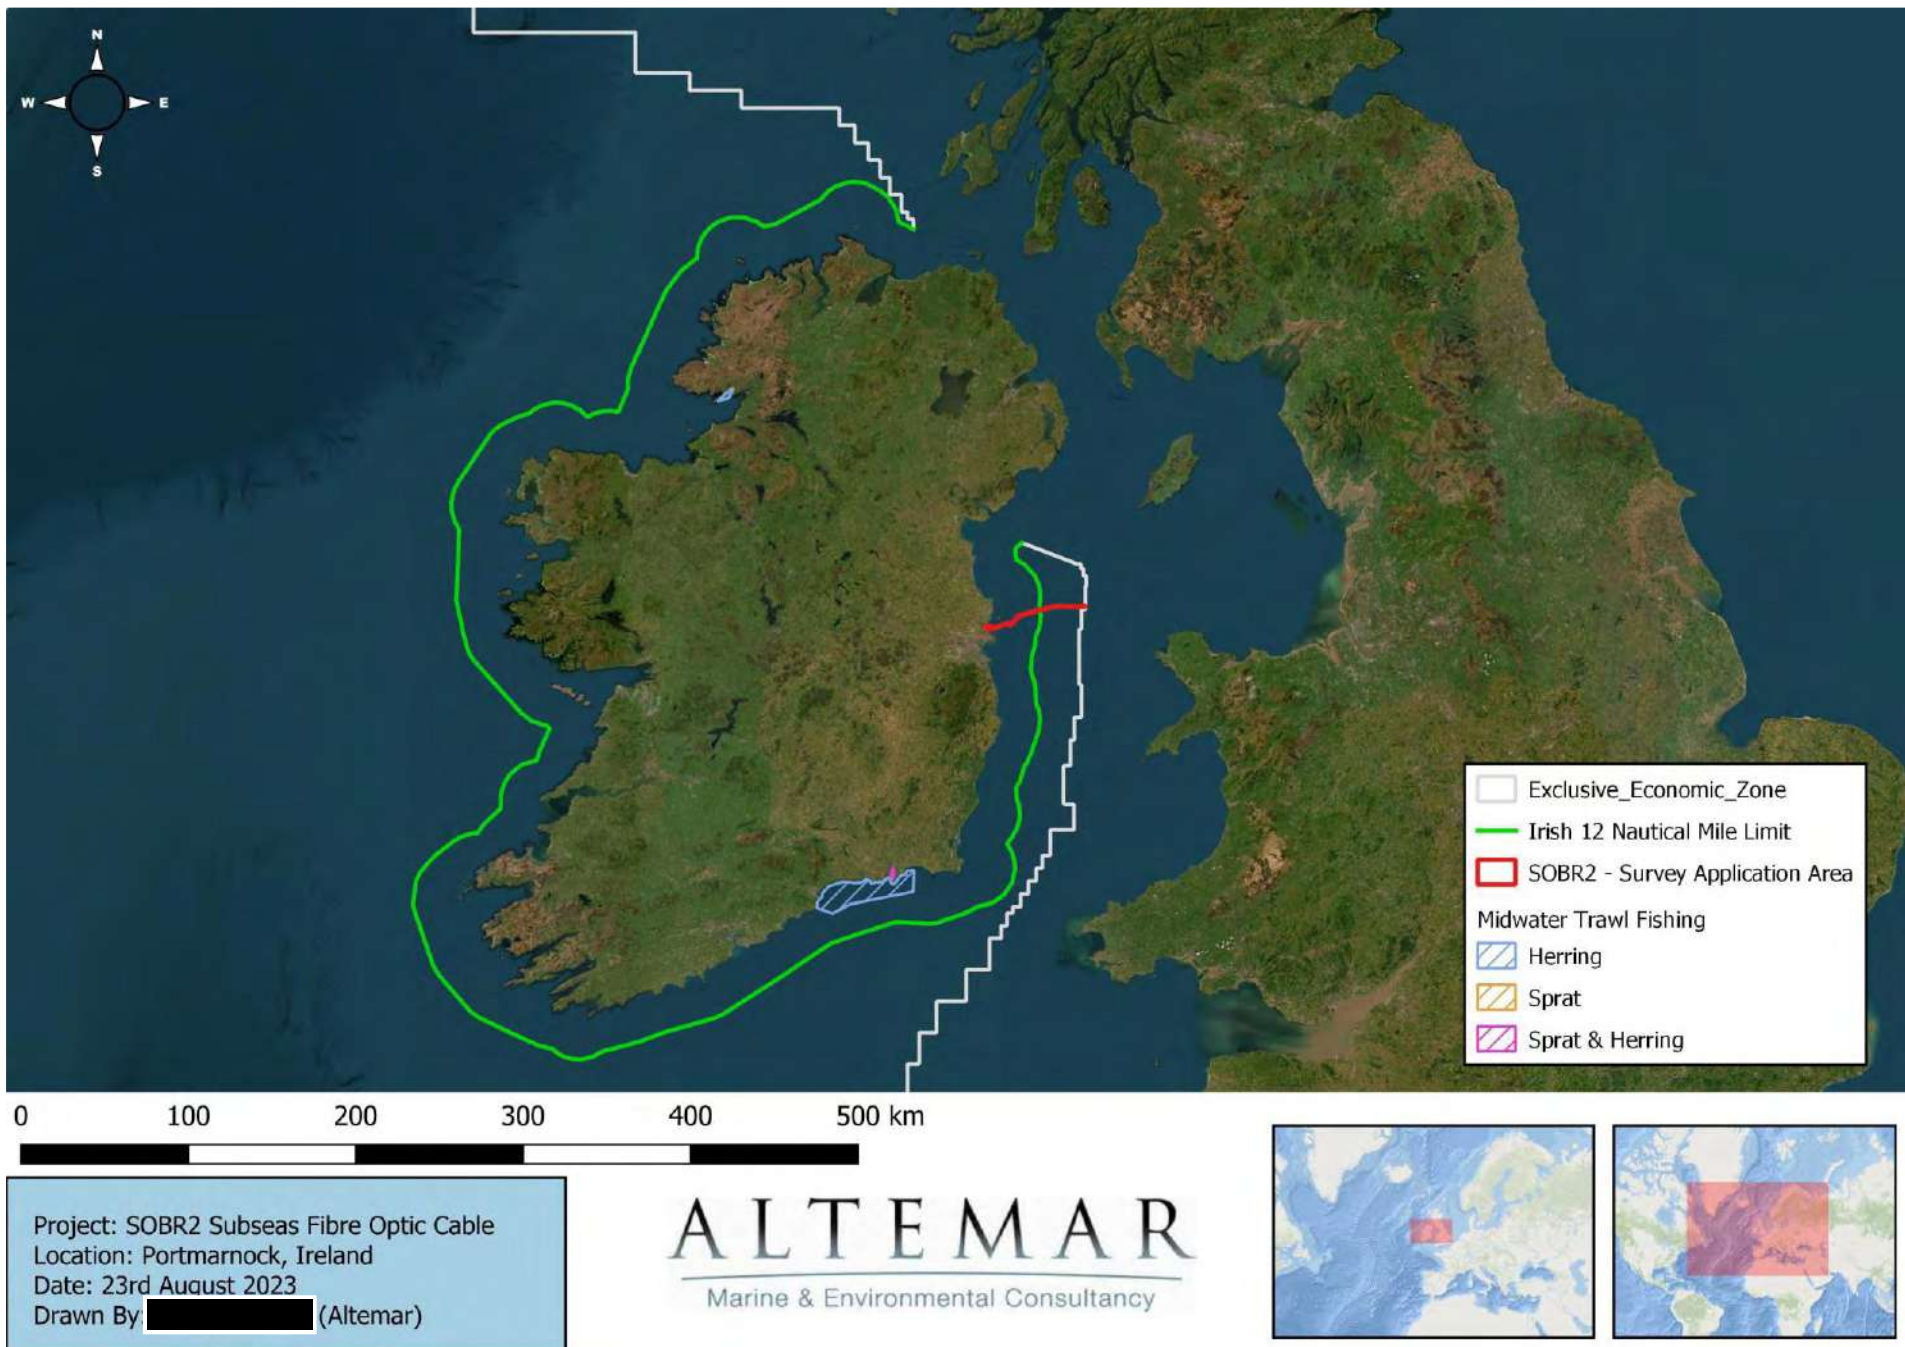 N
W E
S
Exclusive_Economic_Zone
Irish 12 Nautical Mile Limit
SOBR2 - Survey Application Area
Midwater Trawl Fishing
Herring
Sprat
Sprat & Herring
0 100 200 300 400 500 km
Project: SOBR2 Subseas Fibre Optic Cable
Location: Portmarnock, Ireland
Date: 23rd August 2023
Drawn By: (Altemar)
ALTEMAR
Marine & Environmental Consultancy